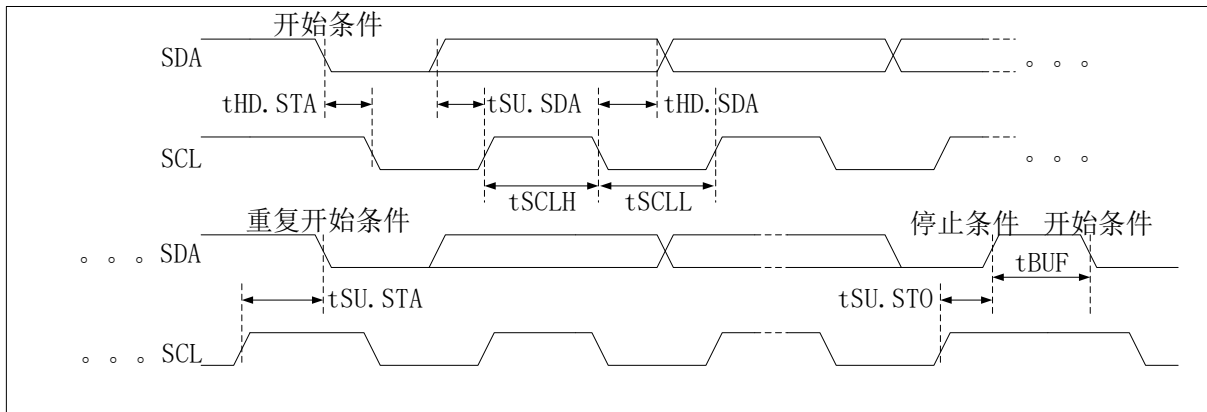 开始条件
SDA
。。。
tHD.STA tSU.SDA tHD.SDA
SCL
。。。
tSCLH tSCLL
重复开始条件 停止条件 开始条件
。。。SDA
tBUF
tSU.STA tSU.STO
。。。SCL